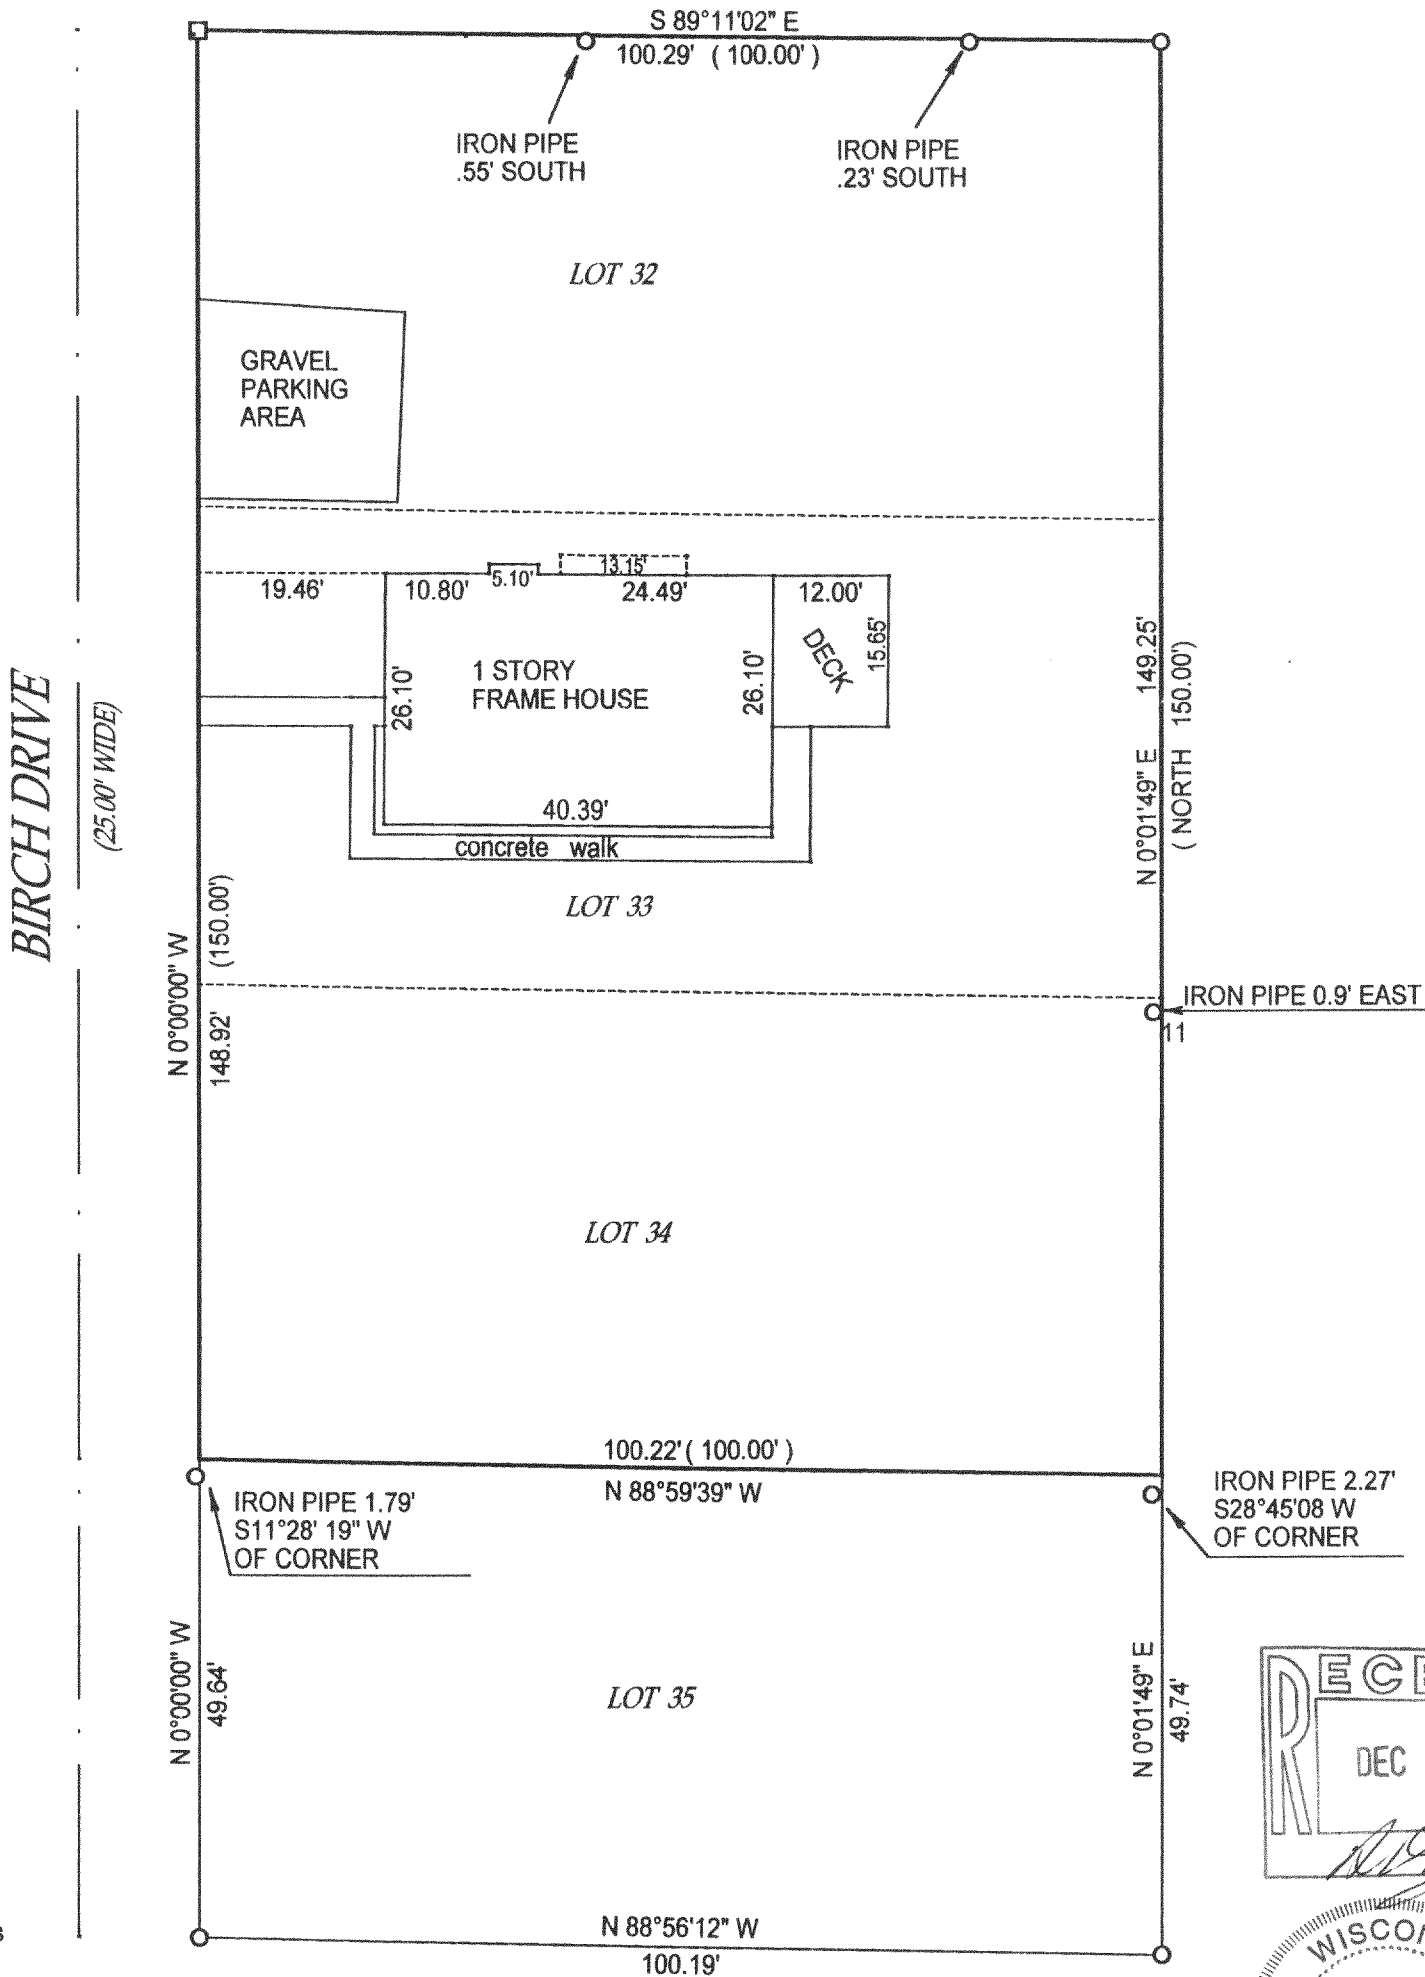 S 89°11'02" E
100.29' ( 100.00' )
IRON PIPE
.55' SOUTH
IRON PIPE
.23' SOUTH
LOT 32
GRAVEL
PARKING
AREA
19.46'
10.80'
5.10'
13.15'
24.49'
12.00'
DECK
15.65'
1 STORY
FRAME HOUSE
26.10'
26.10'
40.39'
concrete walk
LOT 33
BIRCH DRIVE
(25.00' WIDE)
N 0°00'00" W
148.92' (150.00')
N 0°01'49" E 149.25'
( NORTH 150.00')
IRON PIPE 0.9' EAST
11
LOT 34
100.22' ( 100.00' )
N 88°59'39" W
IRON PIPE 1.79'
S11°28' 19" W
OF CORNER
IRON PIPE 2.27'
S28°45'08 W
OF CORNER
N 0°00'00" W
49.64'
LOT 35
N 0°01'49" E
49.74'
RECE
DEC
N 88°56'12" W
100.19'
WISCON
s